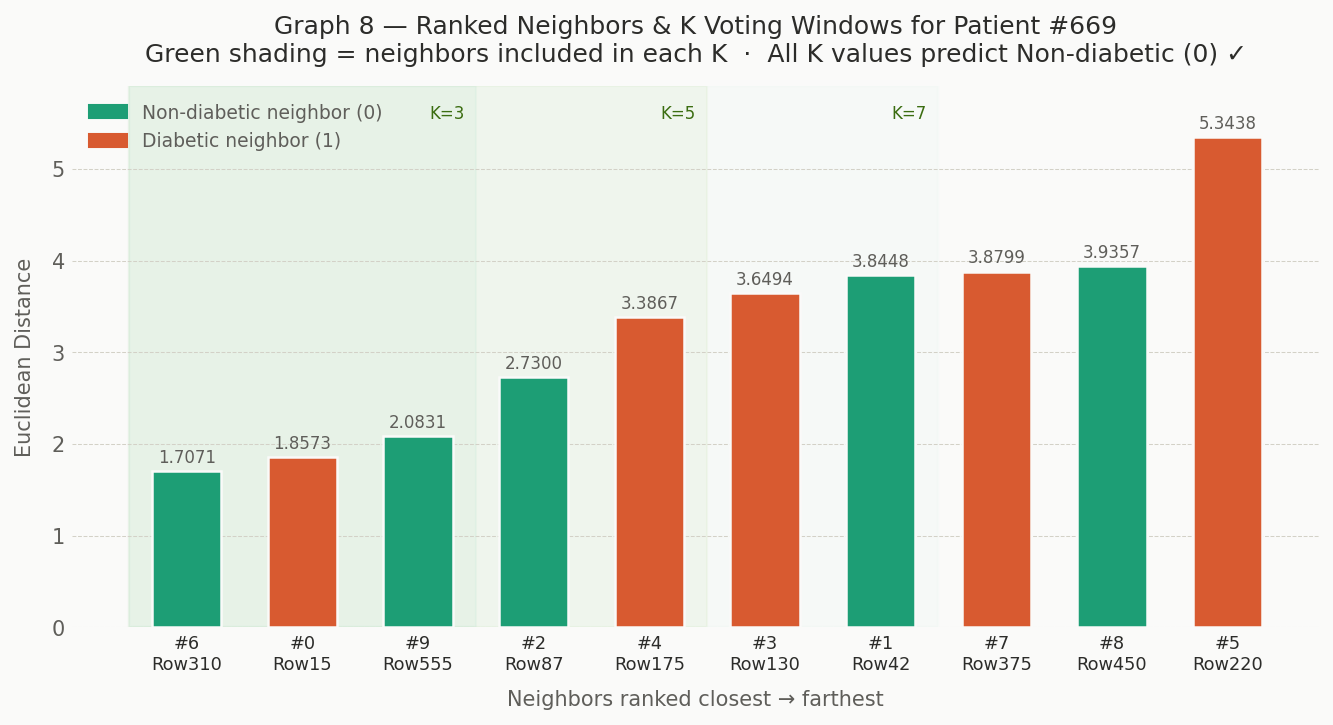 Graph 8 — Ranked Neighbors & K Voting Windows for Patient #669
Green shading = neighbors included in each K · All K values predict Non-diabetic (0) ✓
Non-diabetic neighbor (0)
Diabetic neighbor (1)
K=3
K=5
K=7
Euclidean Distance
5
4
3
2
1
0
1.7071
1.8573
2.0831
2.7300
3.3867
3.6494
3.8448
3.8799
3.9357
5.3438
#6
Row310
#0
Row15
#9
Row555
#2
Row87
#4
Row175
#3
Row130
#1
Row42
#7
Row375
#8
Row450
#5
Row220
Neighbors ranked closest → farthest